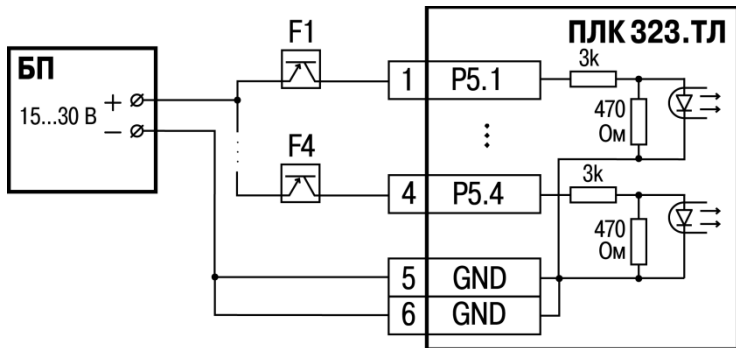 БП
15...30 В
+
−
F1
F4
ПЛК 323.ТЛ
1 P5.1
3k
470
Ом
4 P5.4
3k
470
Ом
5 GND
6 GND